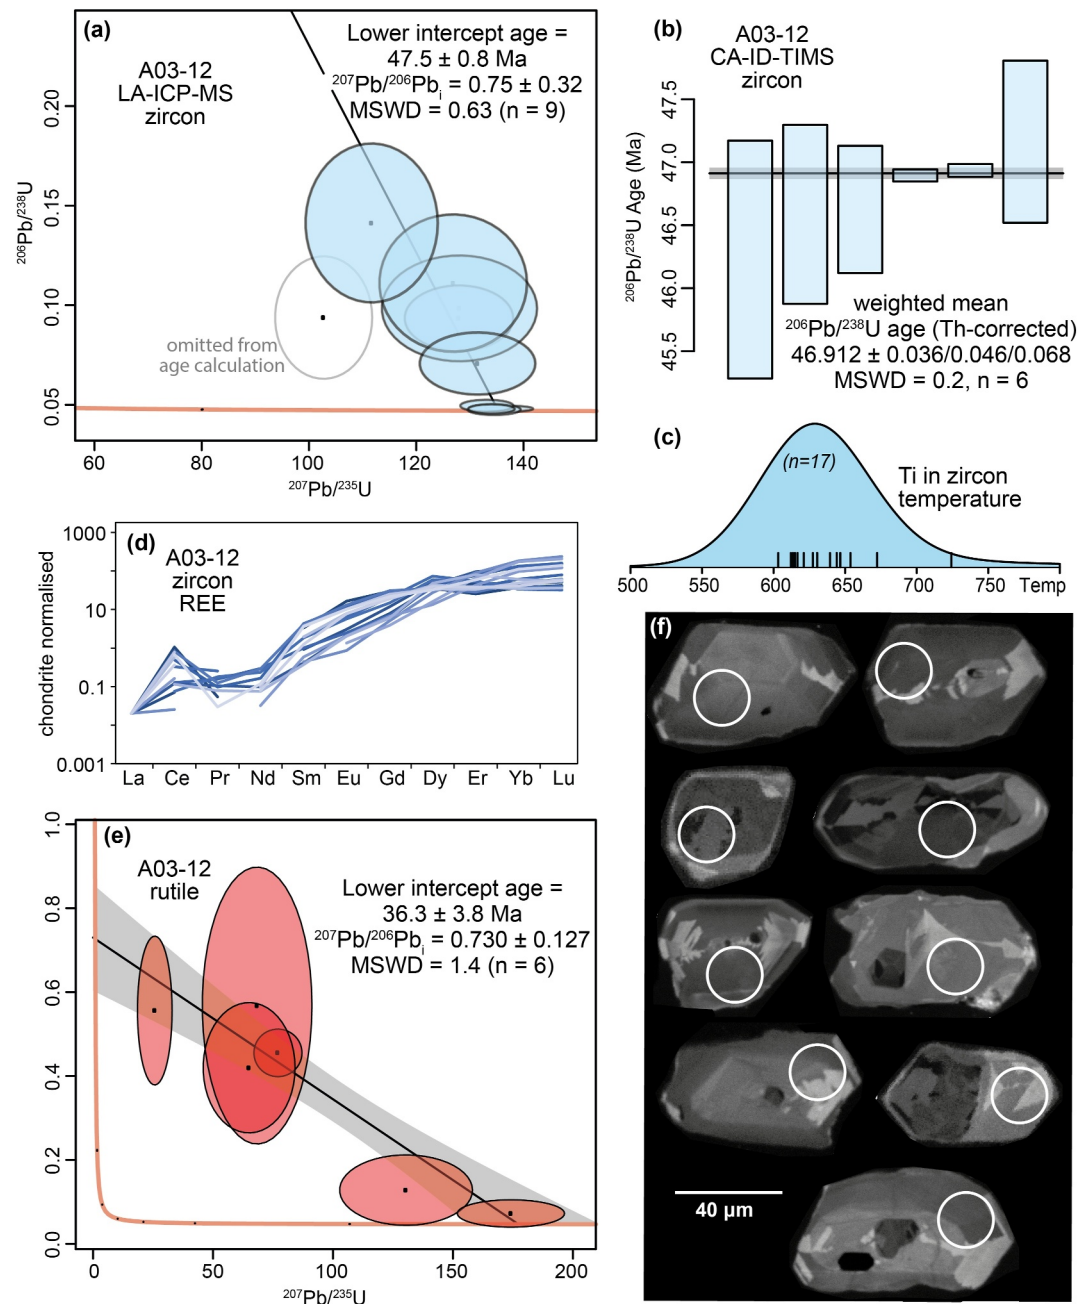 (a)
A03-12
LA-ICP-MS
zircon
Lower intercept age =
47.5 ± 0.8 Ma
207Pb/206Pbi = 0.75 ± 0.32
MSWD = 0.63 (n = 9)
206Pb/238U
0.20
0.15
0.10
0.05
omitted from
age calculation
60 80 100 120 140
207Pb/235U
(b)
A03-12
CA-ID-TIMS
zircon
206Pb/238U Age (Ma)
47.5
47.0
46.5
46.0
45.5
weighted mean
206Pb/238U age (Th-corrected)
46.912 ± 0.036/0.046/0.068
MSWD = 0.2, n = 6
(c)
(n=17)
Ti in zircon
temperature
500 550 600 650 700 750 Temp
(d)
A03-12
zircon
REE
chondrite normalised
1000
10
0.1
0.001
La Ce Pr Nd Sm Eu Gd Dy Er Yb Lu
(e)
A03-12
rutile
Lower intercept age =
36.3 ± 3.8 Ma
207Pb/206Pbi = 0.730 ± 0.127
MSWD = 1.4 (n = 6)
1.0
0.8
0.6
0.4
0.2
0.0
0 50 100 150 200
207Pb/235U
(f)
40 µm